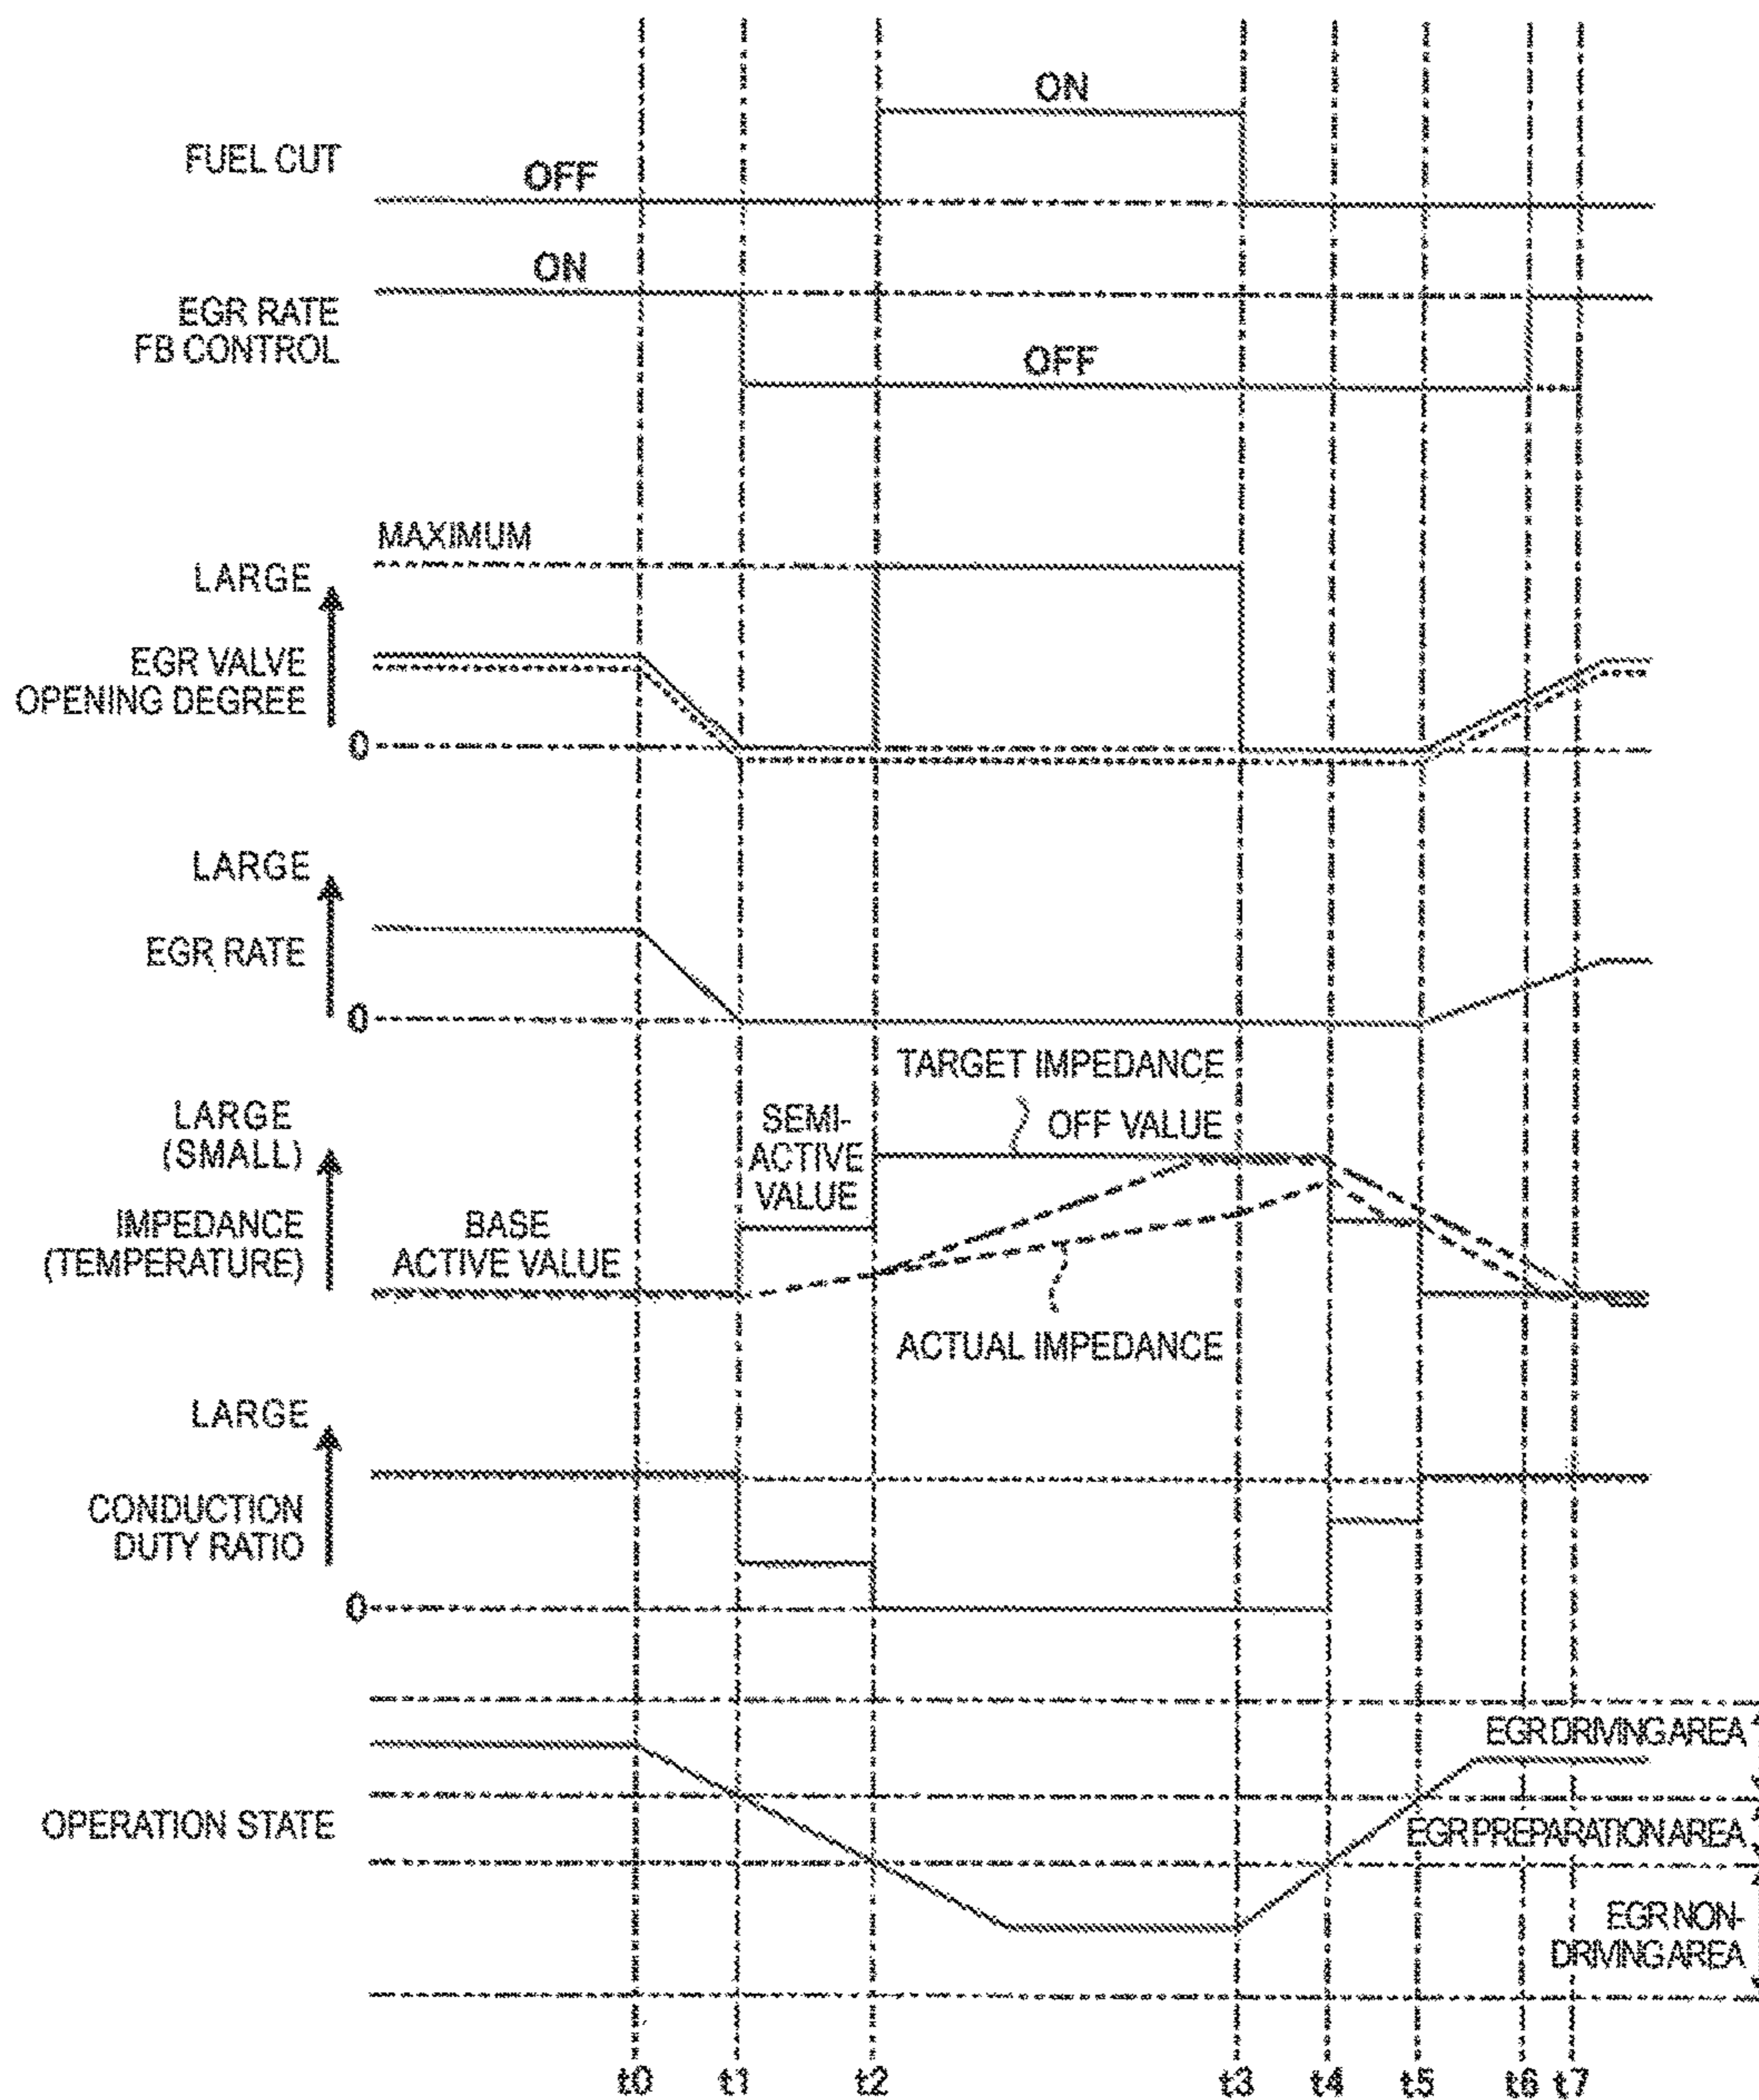 ON
FUEL CUT
OFF
ON
EGR RATE
FB CONTROL
OFF
MAXIMUM
LARGE
EGR VALVE
OPENING DEGREE
0
LARGE
EGR RATE
0
TARGET IMPEDANCE
LARGE
(SMALL)
SEMI-
ACTIVE
VALUE
OFF VALUE
IMPEDANCE
(TEMPERATURE)
BASE
ACTIVE VALUE
ACTUAL IMPEDANCE
LARGE
CONDUCTION
DUTY RATIO
0
EGR DRIVING AREA
OPERATION STATE
EGR PREPARATION AREA
EGR NON-
DRIVING AREA
t0 t1 t2 t3 t4 t5 t6 t7